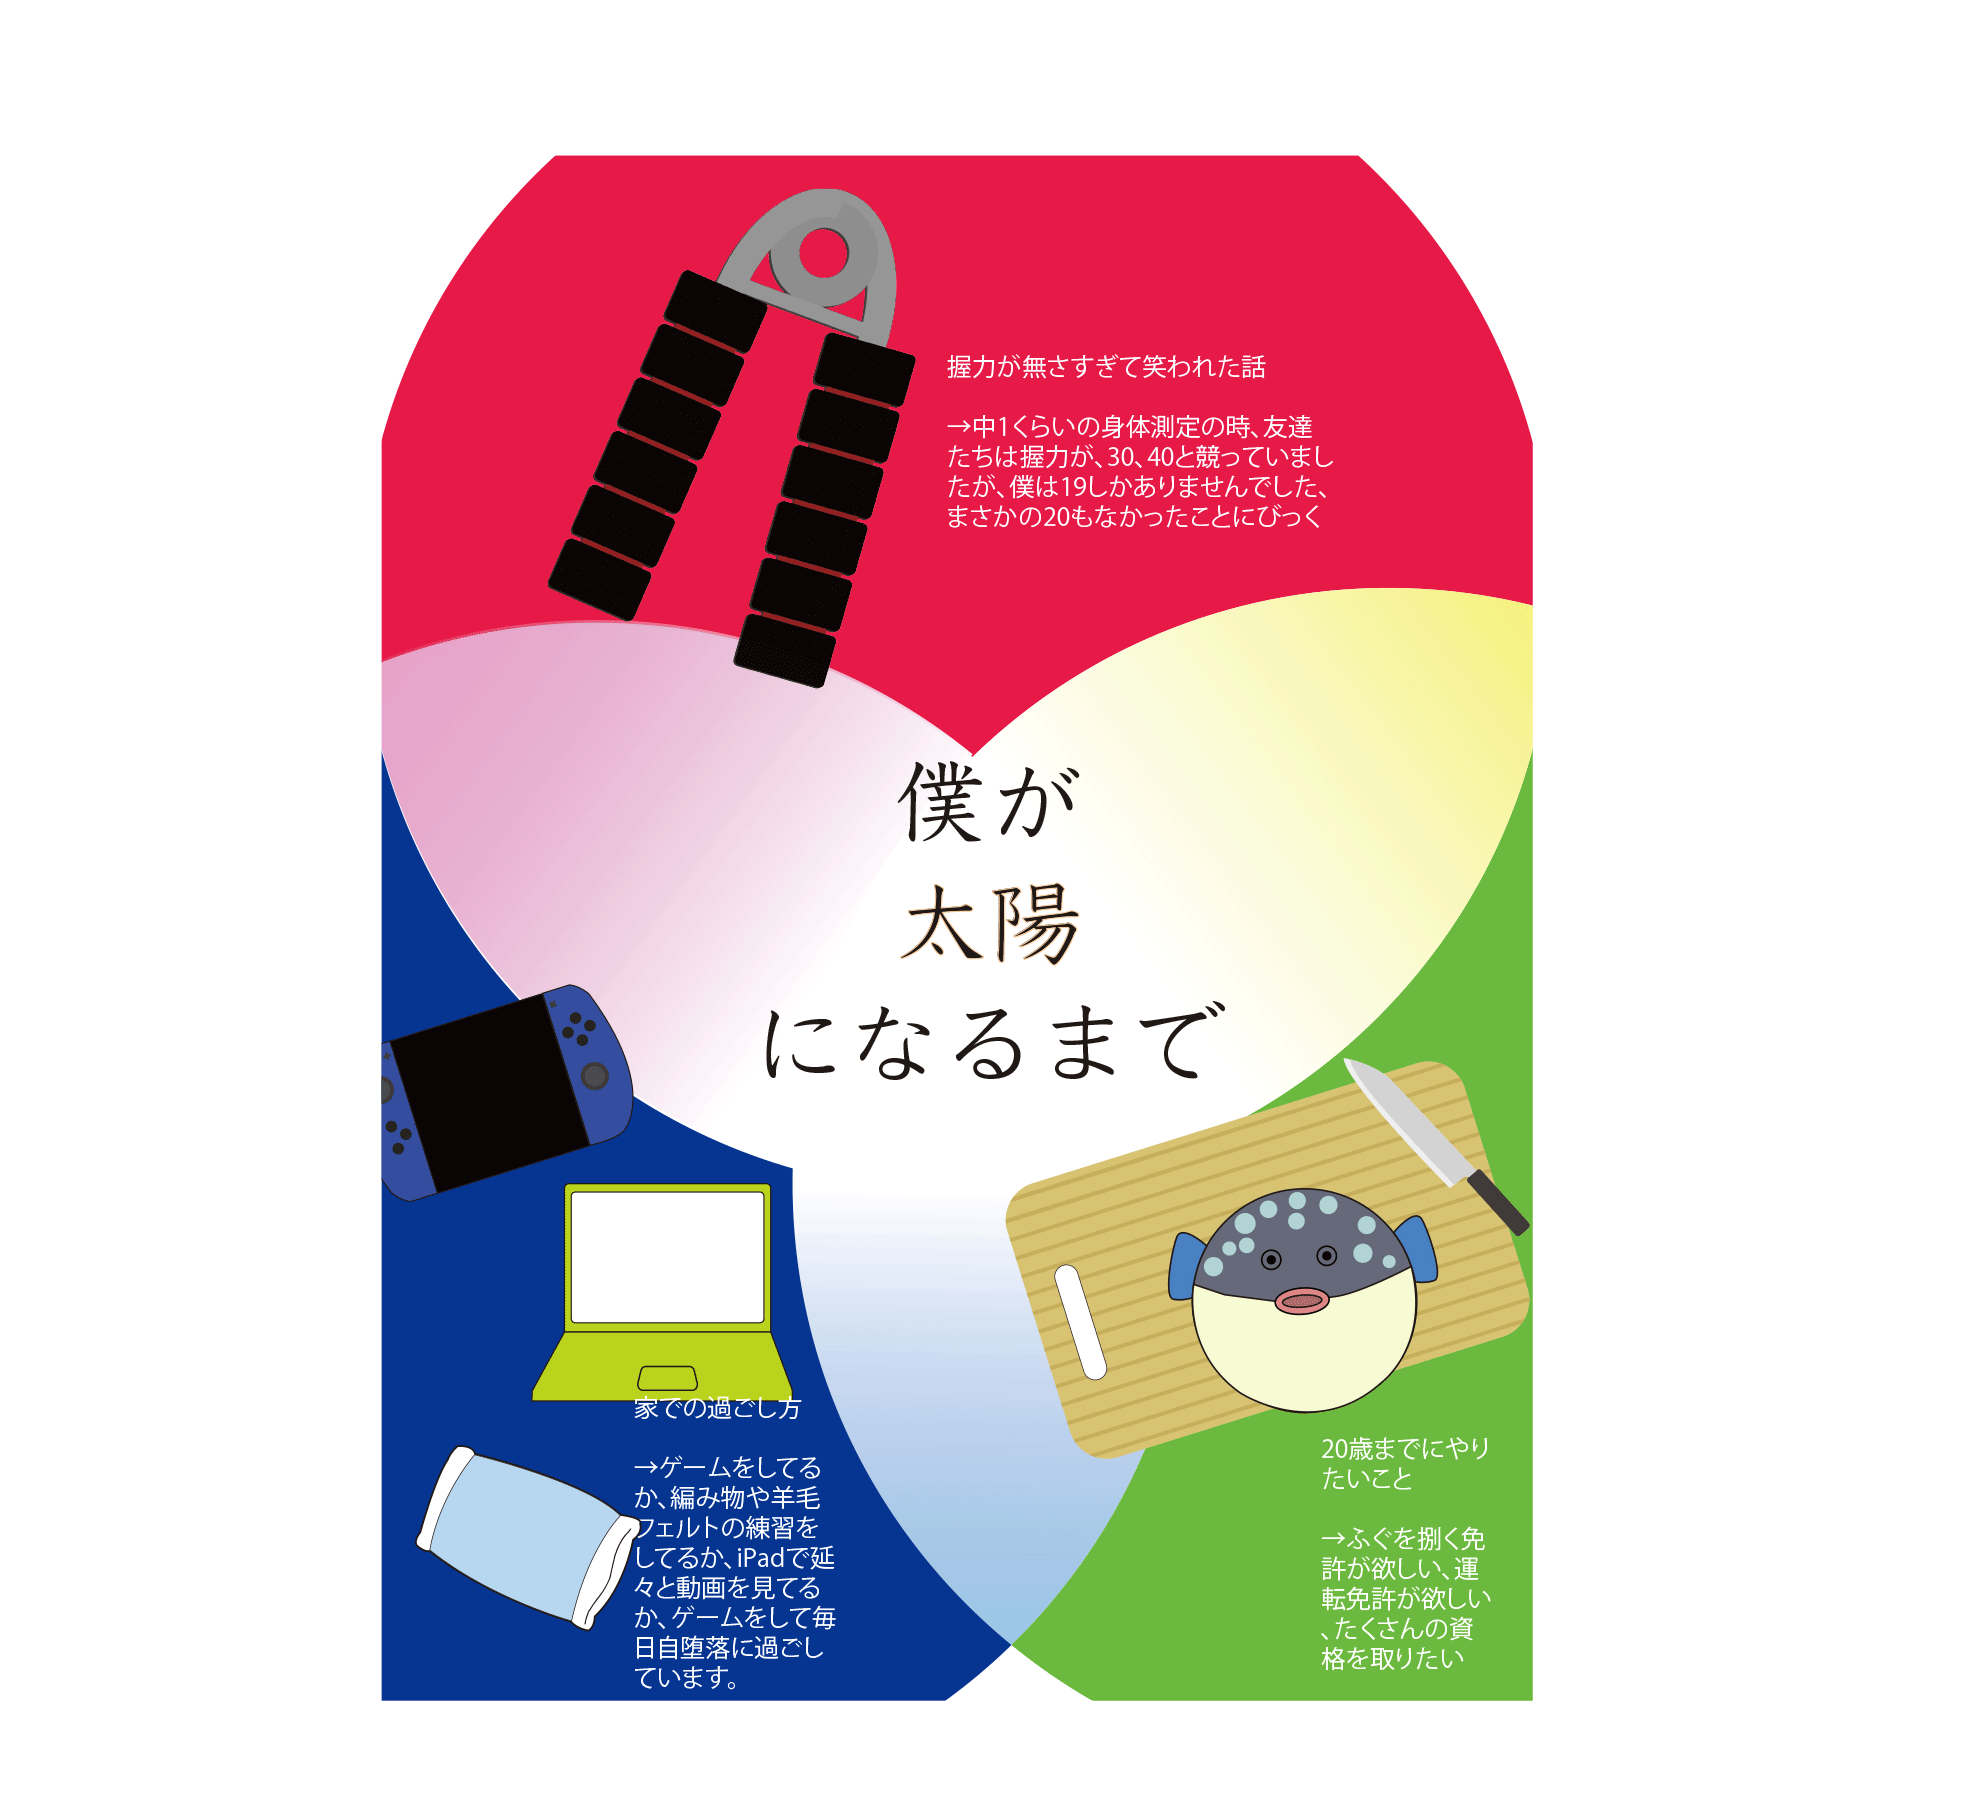 握力が無さすぎて笑われた話
→中1くらいの身体測定の時、友達
たちは握力が、30、40と競っていまし
たが、僕は19しかありませんでした、
まさかの20もなかったことにびっく
僕が
太陽
になるまで
家での過ごし方
→ゲームをしてる
か、編み物や羊毛
フェルトの練習を
してるか、iPadで延
々と動画を見てる
か、ゲームをして毎
日自堕落に過ごし
ています。
20歳までにやり
たいこと
→ふぐを捌く免
許が欲しい、運
転免許が欲しい
、たくさんの資
格を取りたい